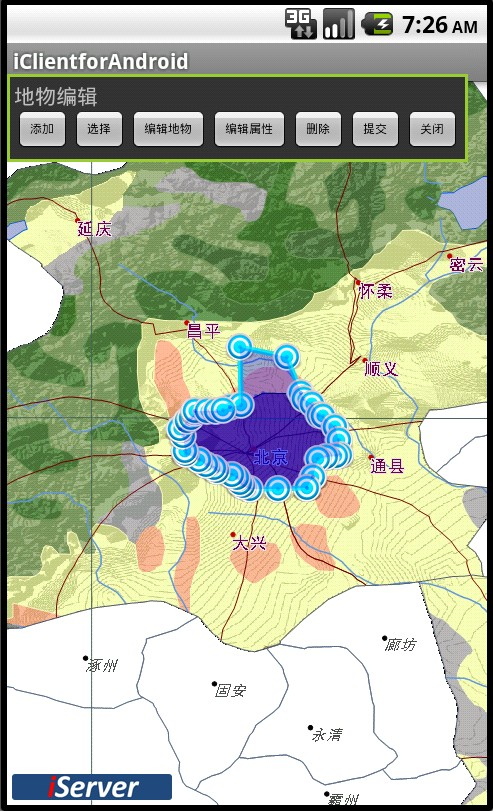 3G 7:26 AM
iClientforAndroid
地物编辑
添加 选择 编辑地物 编辑属性 删除 提交 关闭
延庆
密云
怀柔
昌平
顺义
北京
通县
大兴
廊坊
涿州
固安
永清
霸州
iServer